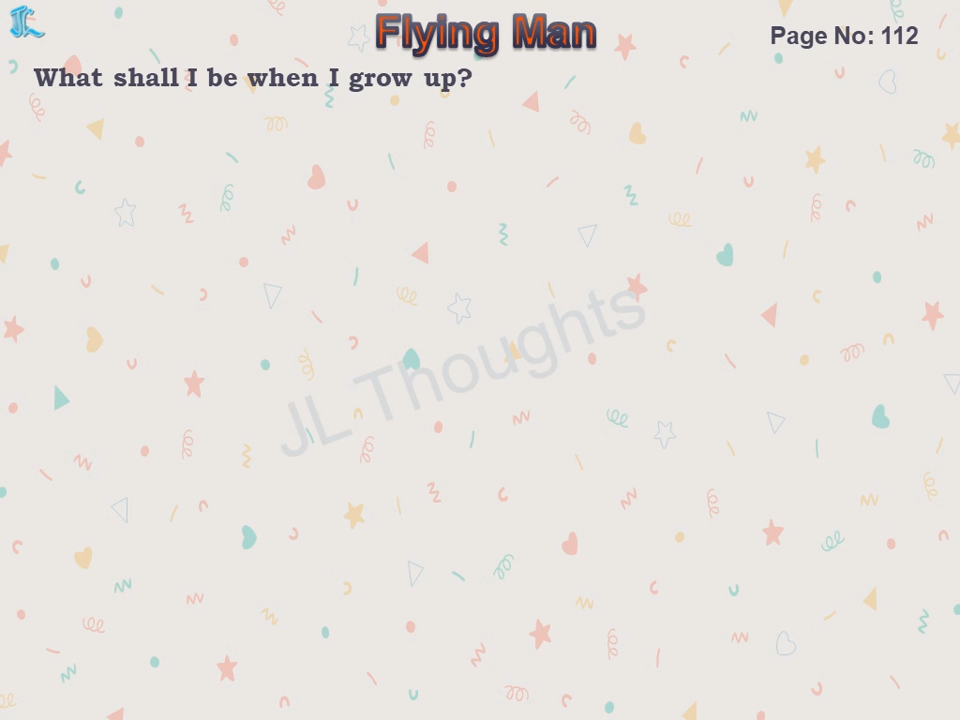 Flying Man
Page No: 112
What shall I be when I grow up?
JL Thoughts